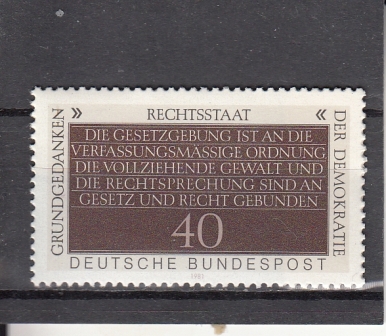 GRUNDGEDANKEN
» RECHTSSTAAT «
DER DEMOKRATIE
DIE GESETZGEBUNG IST AN DIE
VERFASSUNGSMÄSSIGE ORDNUNG
DIE VOLLZIEHENDE GEWALT UND
DIE RECHTSPRECHUNG SIND AN
GESETZ UND RECHT GEBUNDEN
40
DEUTSCHE BUNDESPOST
1981